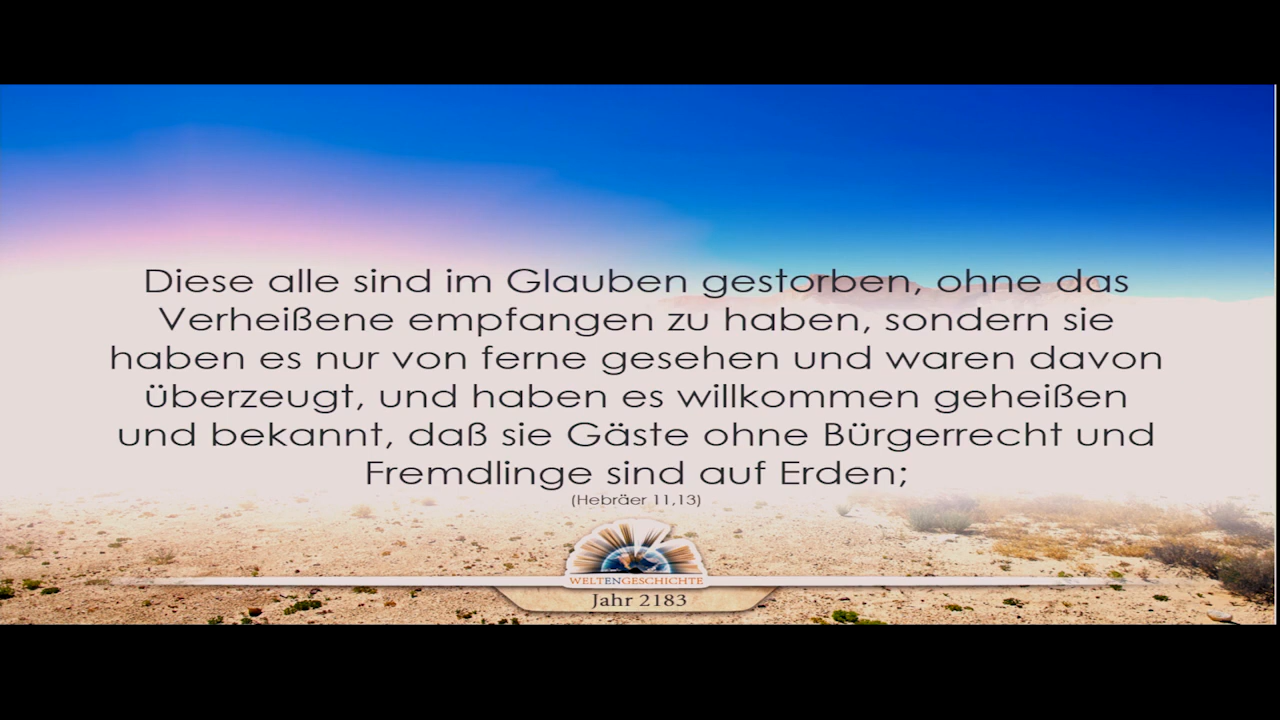 Diese alle sind im Glauben gestorben, ohne das
Verheißene empfangen zu haben, sondern sie
haben es nur von ferne gesehen und waren davon
überzeugt, und haben es willkommen geheißen
und bekannt, daß sie Gäste ohne Bürgerrecht und
Fremdlinge sind auf Erden;
(Hebräer 11,13)
WELTENGESCHICHTE
Jahr 2183